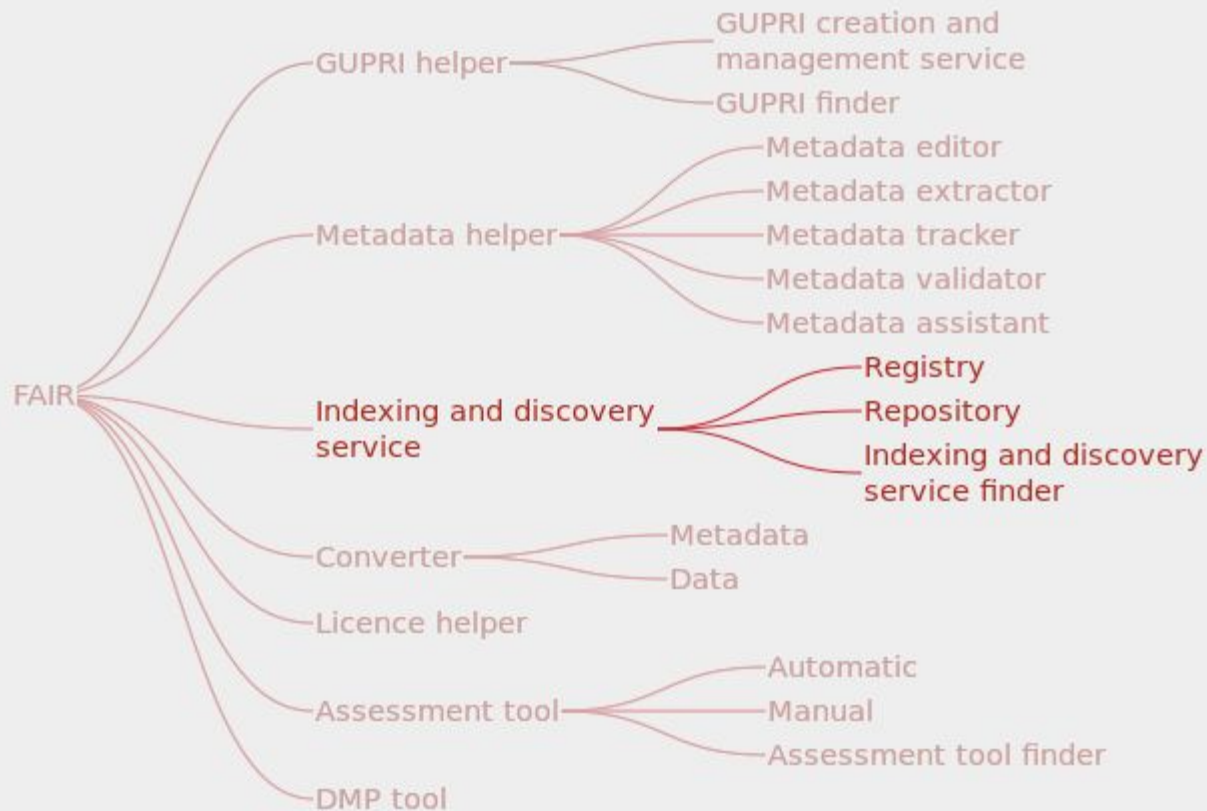 GUPRI creation and
management service
GUPRI helper
GUPRI finder
Metadata editor
Metadata extractor
Metadata helper
Metadata tracker
Metadata validator
Metadata assistant
FAIR
Indexing and discovery
service
Registry
Repository
Indexing and discovery
service finder
Converter
Metadata
Data
Licence helper
Assessment tool
Automatic
Manual
Assessment tool finder
DMP tool